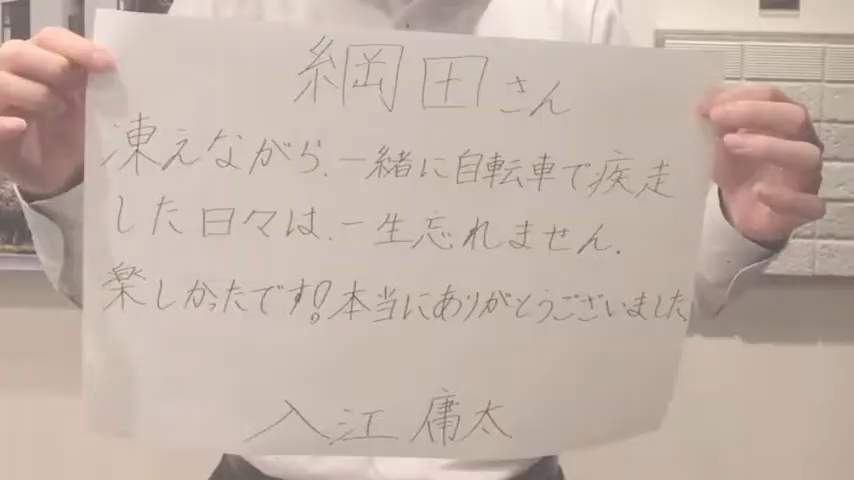 綱田さん
凍えながら、一緒に自転車で疾走
した日々は、一生忘れません.
楽しかったです!本当にありがとうございました。
入江 庸太